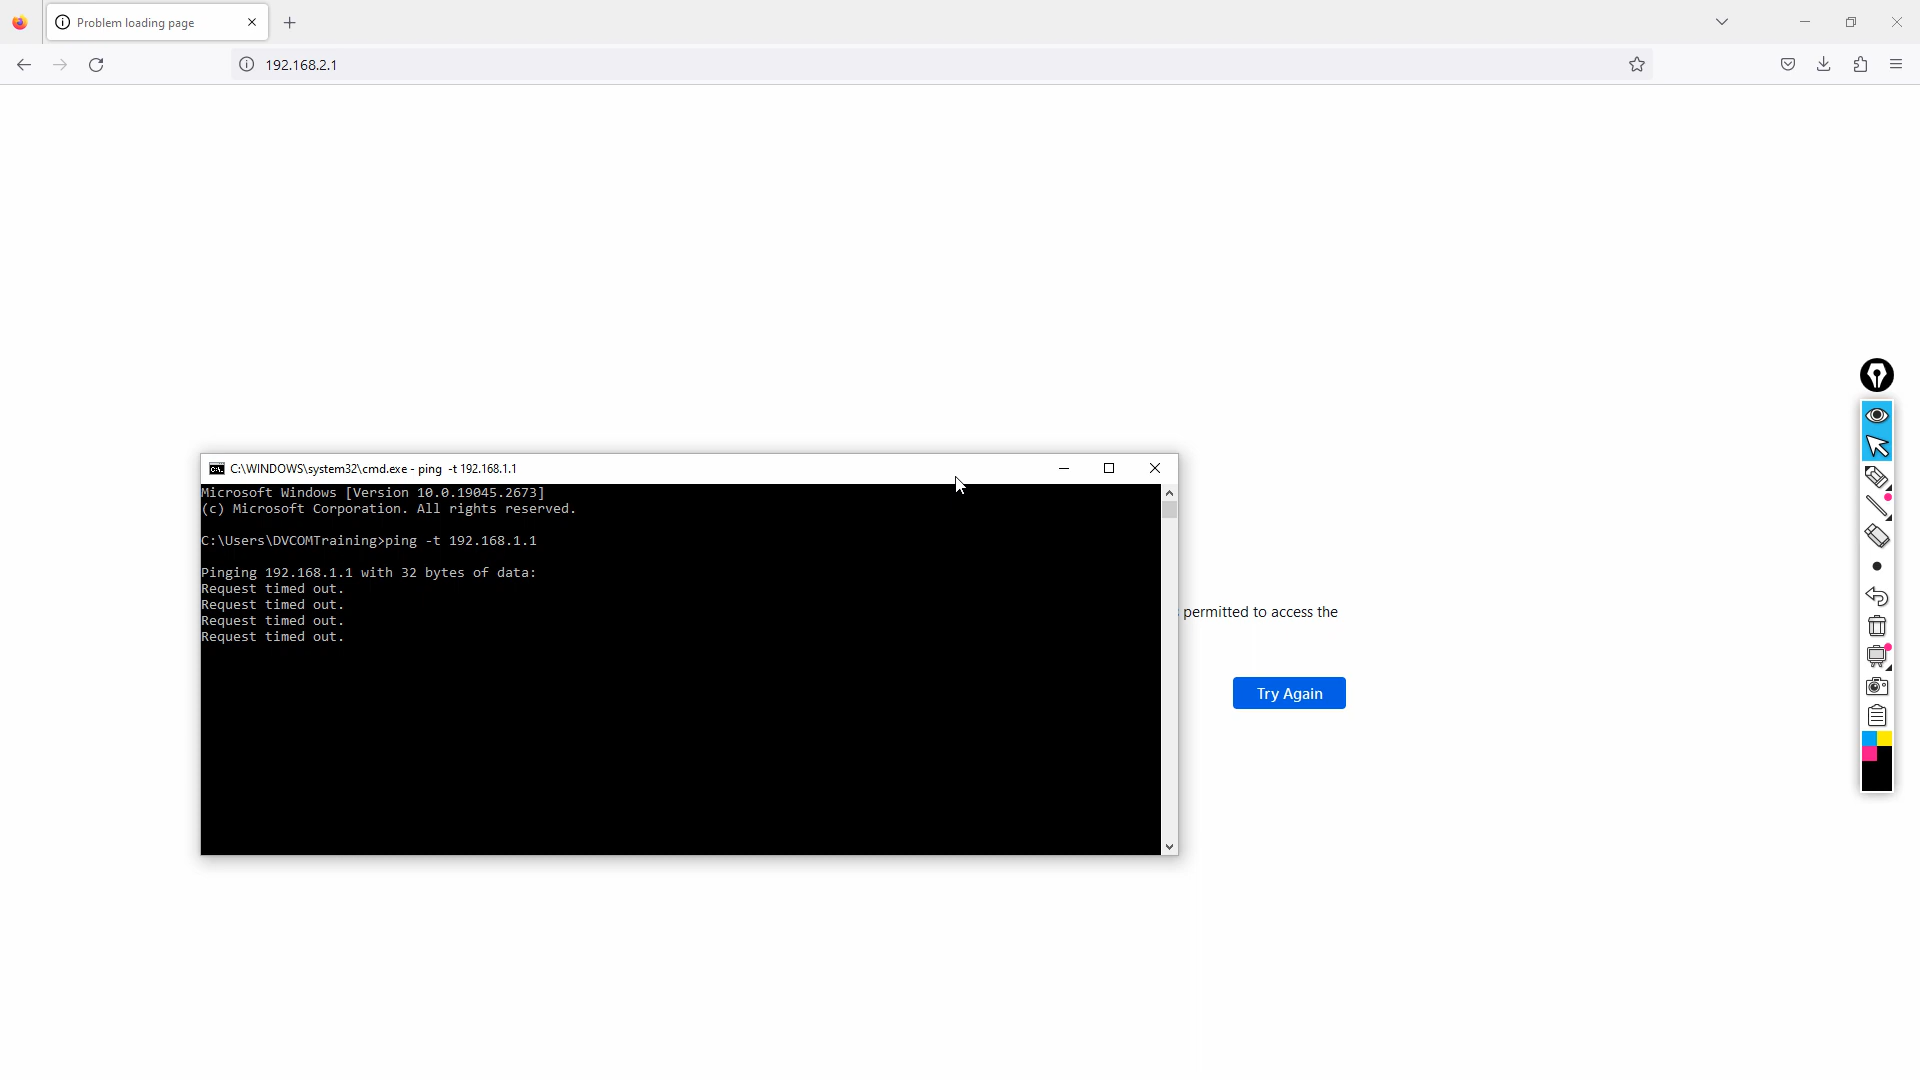 Problem loading page
192.168.2.1
C:\WINDOWS\system32\cmd.exe - ping  -t 192.168.1.1
Microsoft Windows [Version 10.0.19045.2673]
(c) Microsoft Corporation. All rights reserved.
C:\Users\DVCOMTraining>ping -t 192.168.1.1
Pinging 192.168.1.1 with 32 bytes of data:
Request timed out.
Request timed out.
Request timed out.
Request timed out.
permitted to access the
Try Again